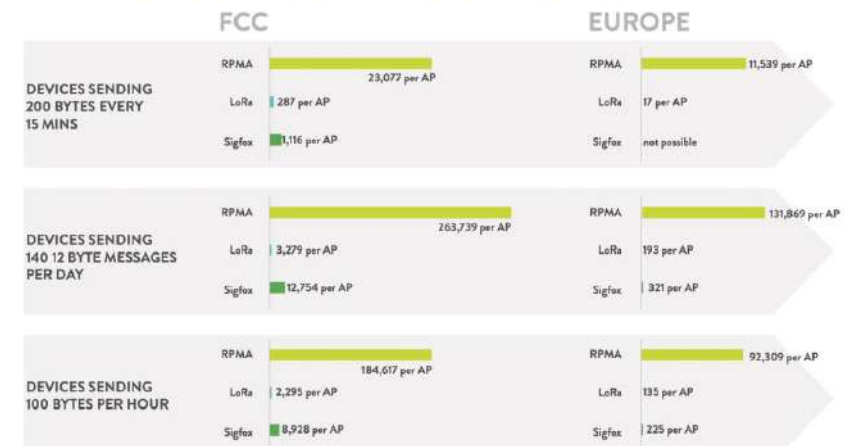 FCC
EUROPE
DEVICES SENDING
200 BYTES EVERY
15 MINS
RPMA
23,077 per AP
LoRa
287 per AP
Sigfox
1,116 per AP
RPMA
11,539 per AP
LoRa
17 per AP
Sigfox
not possible
DEVICES SENDING
140 12 BYTE MESSAGES
PER DAY
RPMA
263,739 per AP
LoRa
3,279 per AP
Sigfox
12,754 per AP
RPMA
131,869 per AP
LoRa
193 per AP
Sigfox
321 per AP
DEVICES SENDING
100 BYTES PER HOUR
RPMA
184,617 per AP
LoRa
2,295 per AP
Sigfox
8,928 per AP
RPMA
92,309 per AP
LoRa
135 per AP
Sigfox
225 per AP